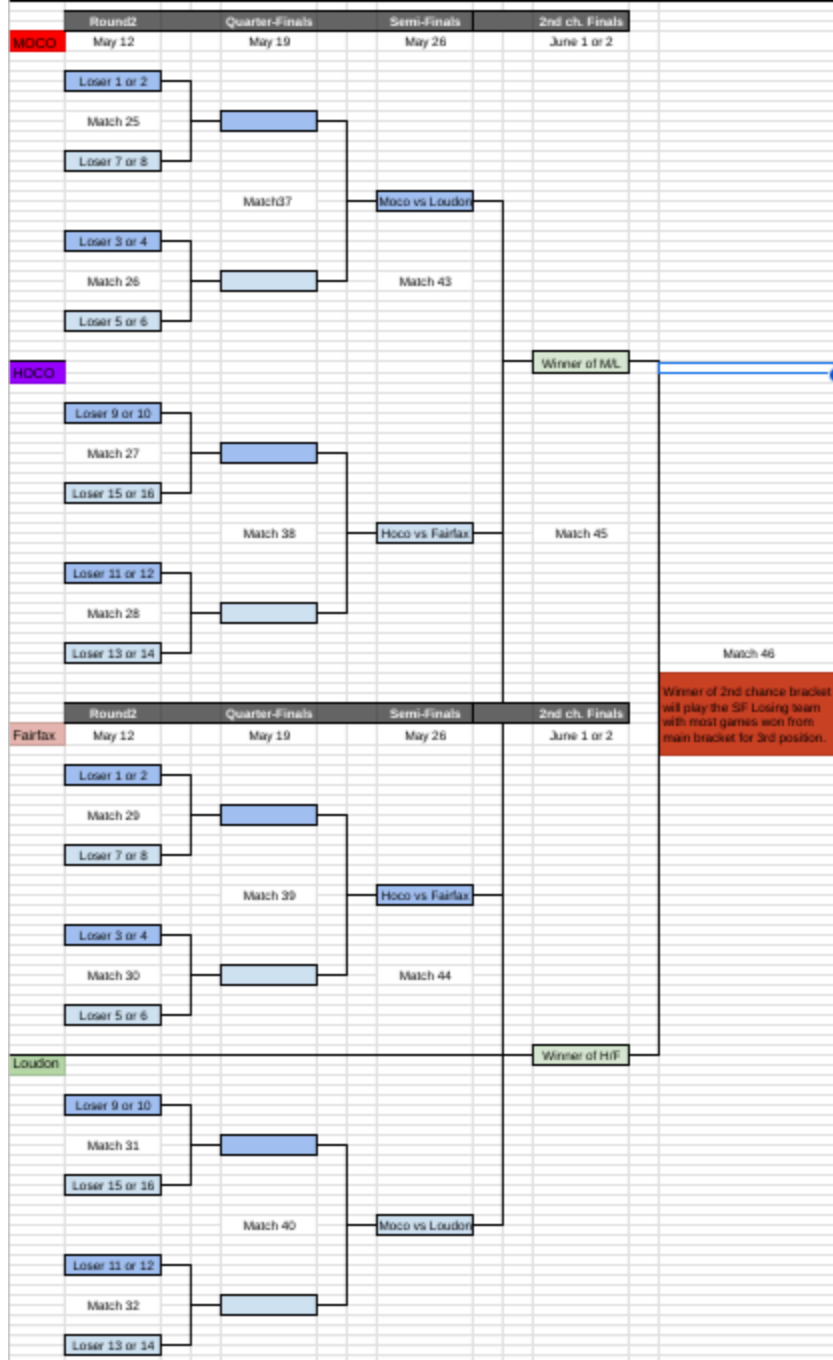 Round2 Quarter-Finals Semi-Finals 2nd ch. Finals
MOCO May 12 May 19 May 26 June 1 or 2
Loser 1 or 2
Match 25
Loser 7 or 8
Match37 Moco vs Loudon
Loser 3 or 4
Match 26 Match 43
Loser 5 or 6
Winner of M/L
HOCO
Loser 9 or 10
Match 27
Loser 15 or 16
Match 38 Hoco vs Fairfax Match 45
Loser 11 or 12
Match 28
Loser 13 or 14 Match 46
Winner of 2nd chance bracket
will play the SF Losing team
with most games won from
main bracket for 3rd position.
Round2 Quarter-Finals Semi-Finals 2nd ch. Finals
Fairfax May 12 May 19 May 26 June 1 or 2
Loser 1 or 2
Match 29
Loser 7 or 8
Match 39 Hoco vs Fairfax
Loser 3 or 4
Match 30 Match 44
Loser 5 or 6
Winner of H/F
Loudon
Loser 9 or 10
Match 31
Loser 15 or 16
Match 40 Moco vs Loudon
Loser 11 or 12
Match 32
Loser 13 or 14